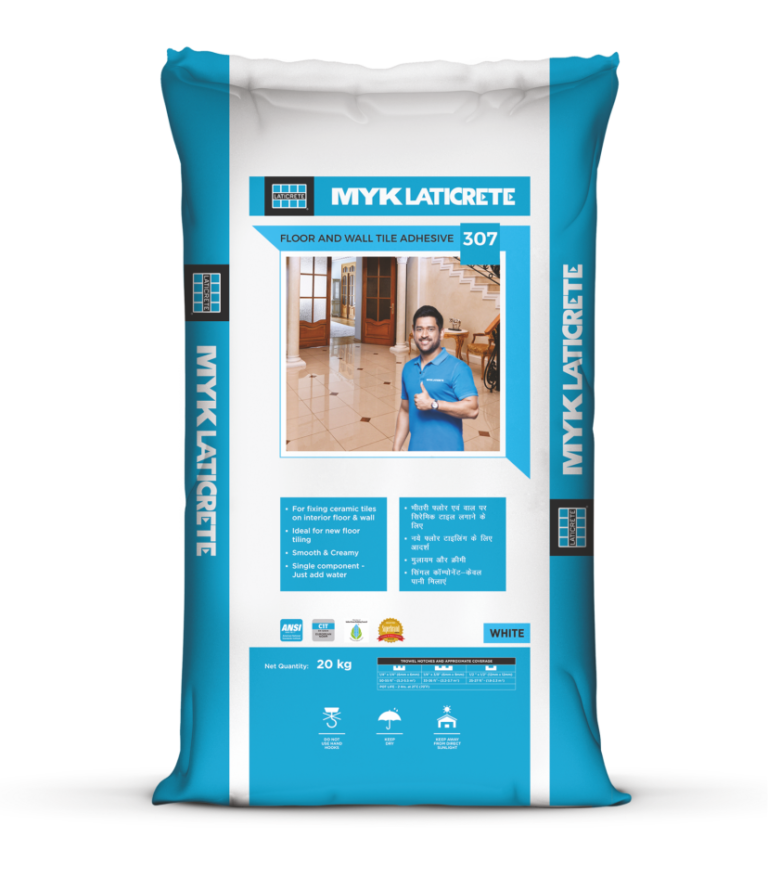 LATICRETE
MYK LATICRETE
FLOOR AND WALL TILE ADHESIVE 307
LATICRETE
MYK LATICRETE
MYK LATICRETE
LATICRETE
• For fixing ceramic tiles
on interior floor & wall
• Ideal for new floor
tiling
• Smooth & Creamy
• Single component -
Just add water
• भीतरी फ्लोर एवं वाल पर
सिरेमिक टाइल लगाने के
लिए
• नये फ्लोर टाइलिंग के लिए
आदर्श
• मुलायम और क्रीमी
• सिंगल कॉम्पोनेंट-केवल
पानी मिलाएं
ANSI
CIT
WHITE
Net Quantity: 20 kg
TROWEL NOTCHES AND APPROXIMATE COVERAGE
DO NOT
USE HAND
HOOKS
KEEP
DRY
KEEP AWAY
FROM DIRECT
SUNLIGHT